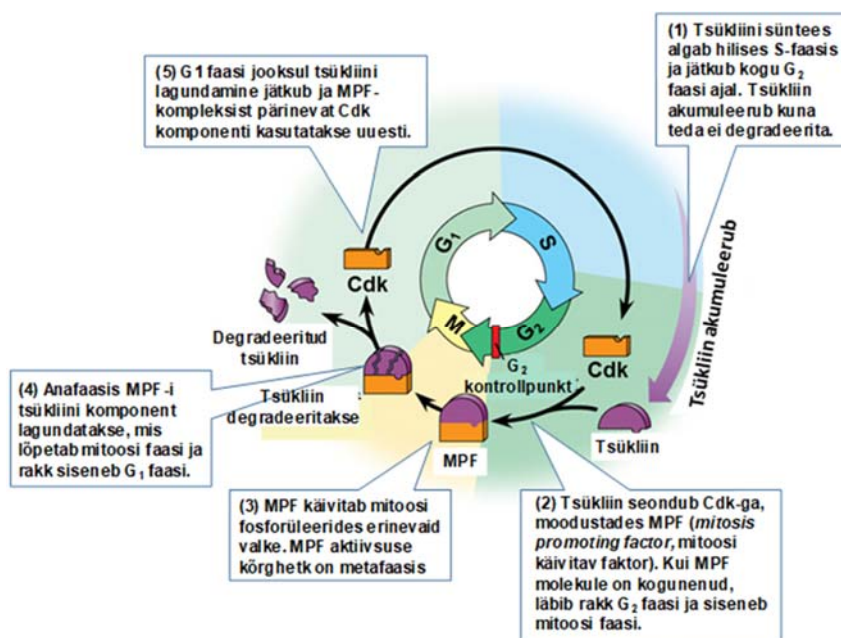 (1) Tsükliini süntees
algab hilises S-faasis
ja jätkub kogu G₂
faasi ajal. Tsükliin
akumuleerub kuna
teda ei degradeerita.
(5) G1 faasi jooksul tsükliini
lagundamine jätkub ja MPF-
kompleksist pärinevat Cdk
komponenti kasutatakse uuesti.
G₁
S
G₂
M
Tsükliin akumuleerub
Cdk
Degradeeritud
tsükliin
G₂
kontrollpunkt
Cdk
Tsükliin
degradeeritakse
MPF
Tsükliin
(4) Anafaasis MPF-i
tsükliini komponent
lagundatakse, mis
lõpetab mitoosi faasi ja
rakk siseneb G₁ faasi.
(3) MPF käivitab mitoosi
fosforüleerides erinevaid
valke. MPF aktiivsuse
kõrghetk on metafaasis
(2) Tsükliin seondub Cdk-ga,
moodustades MPF (mitosis
promoting factor, mitoosi
käivitav faktor). Kui MPF
molekule on kogunenud,
läbib rakk G₂ faasi ja siseneb
mitoosi faasi.